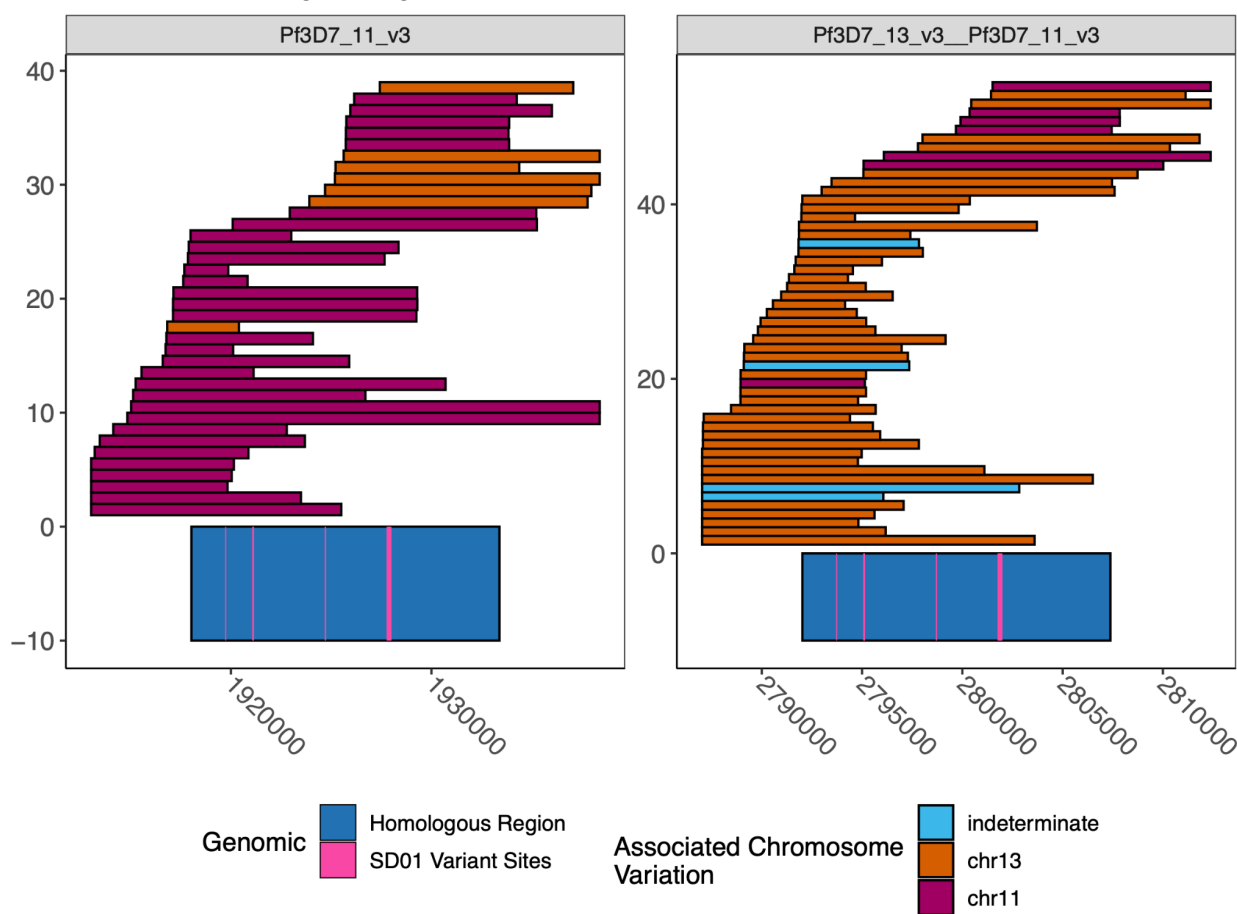 Pf3D7_11_v3
Pf3D7_13_v3__Pf3D7_11_v3
40
30
20
10
0
−10
40
20
0
1920000
1930000
2790000
2795000
2800000
2805000
2810000
Genomic
Homologous Region
SD01 Variant Sites
Associated Chromosome
Variation
indeterminate
chr13
chr11